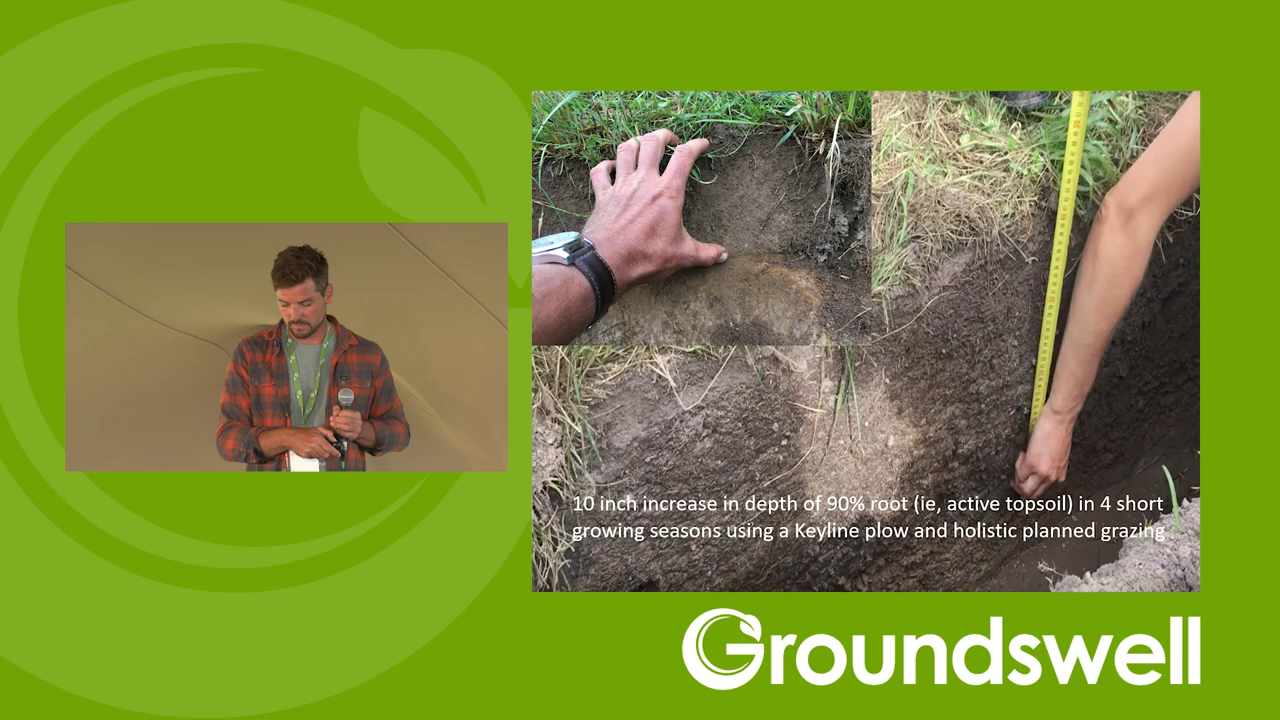 10 inch increase in depth of 90% root (ie, active topsoil) in 4 short
growing seasons using a Keyline plow and holistic planned grazing
Groundswell